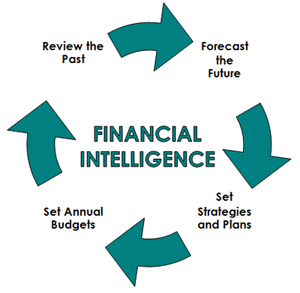 Review the
Past
Forecast
the
Future
FINANCIAL
INTELLIGENCE
Set
Strategies
and Plans
Set Annual
Budgets